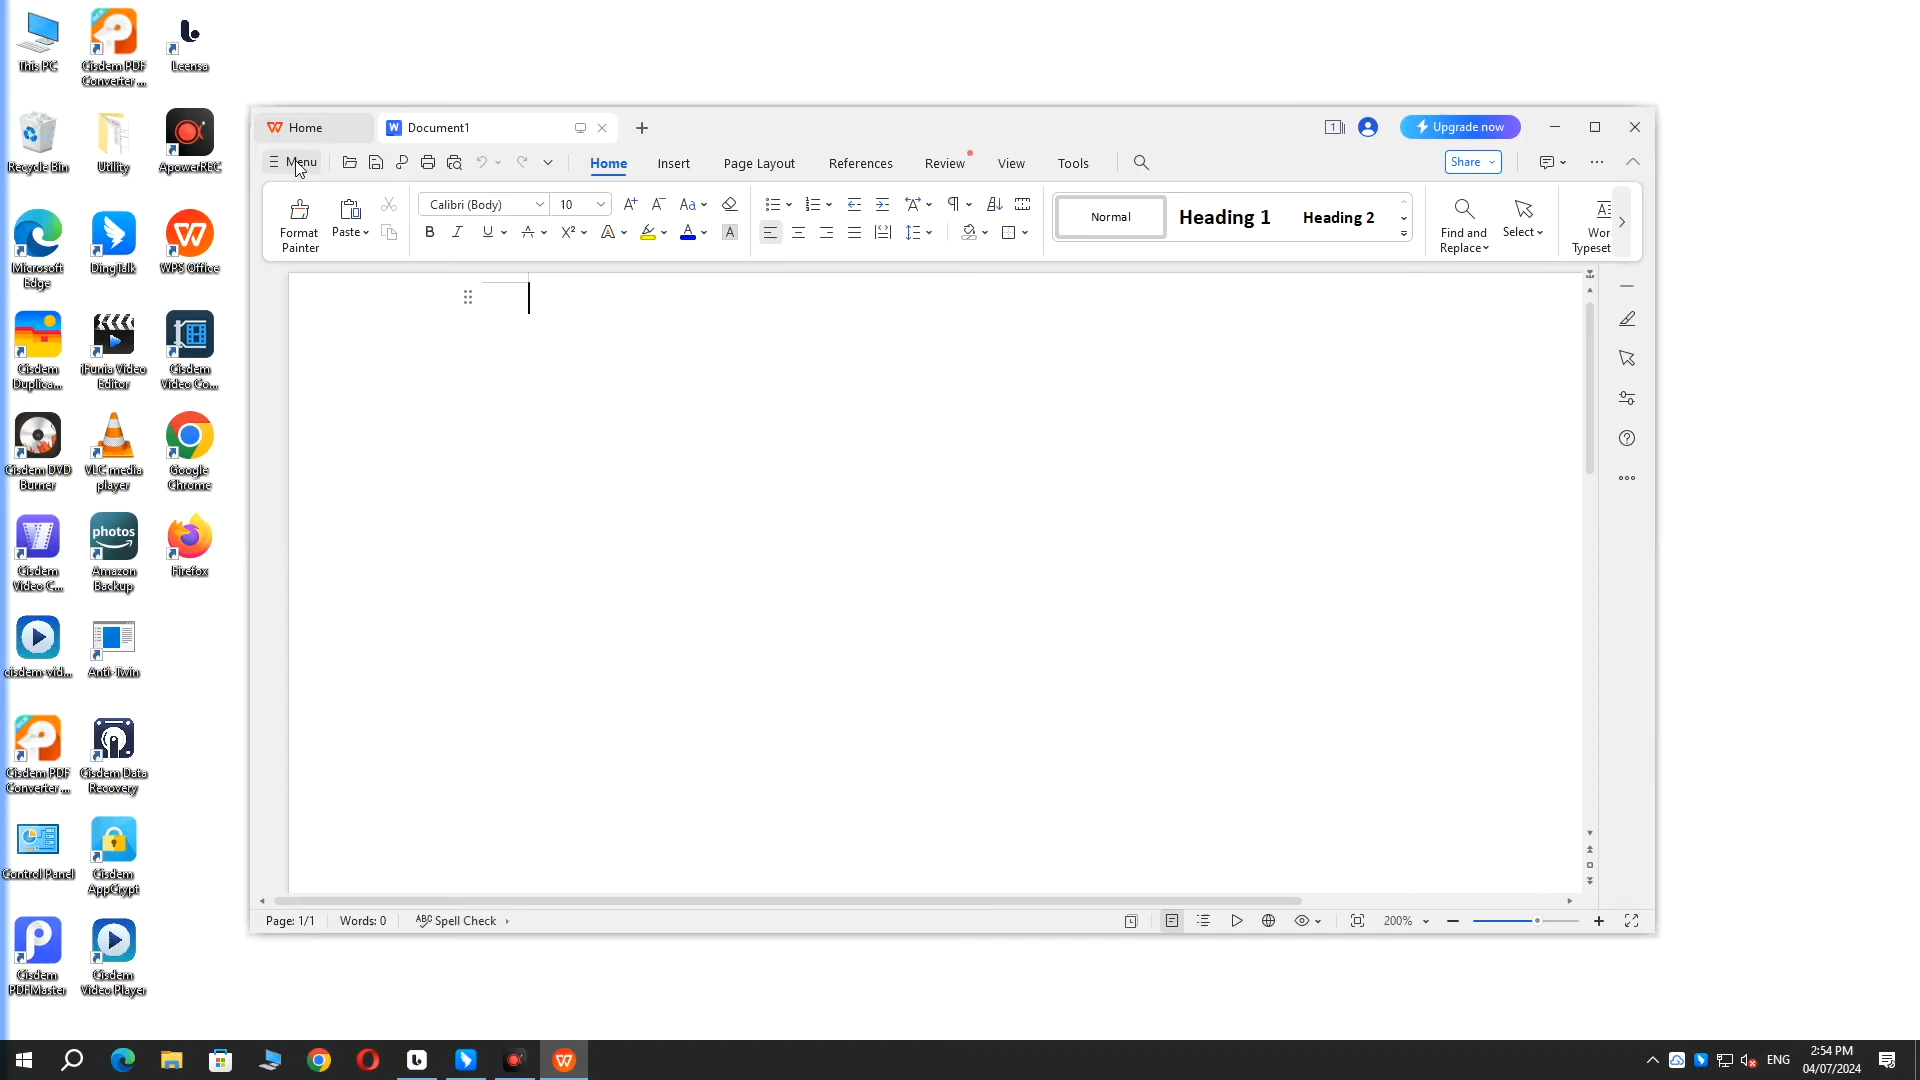 This PC
Cisdem PDF
Converter ...
Leensa
Recycle Bin
Utility
ApowerREC
Microsoft
Edge
DingTalk
WPS Office
Cisdem
Duplica...
iFunia Video
Editor
Cisdem
Video Co...
Cisdem DVD
Burner
VLC media
player
Google
Chrome
Cisdem
Video C...
photos
Amazon
Backup
Firefox
cisdem-vid...
Anti-Twin
Cisdem PDF
Converter ...
Cisdem Data
Recovery
Control Panel
Cisdem
AppCrypt
Cisdem
PDFMaster
Cisdem
Video Player
Home
W Document1
1
Upgrade now
Menu
Home Insert Page Layout References Review View Tools
Share
Format
Painter
Paste
Calibri (Body)
10
A+ A- Aa
B I U A X² A A A
Normal
Heading 1
Heading 2
Find and
Replace
Select
Wor
Typeset
Page: 1/1 Words: 0 ABC Spell Check
200%
ENG
2:54 PM
04/07/2024